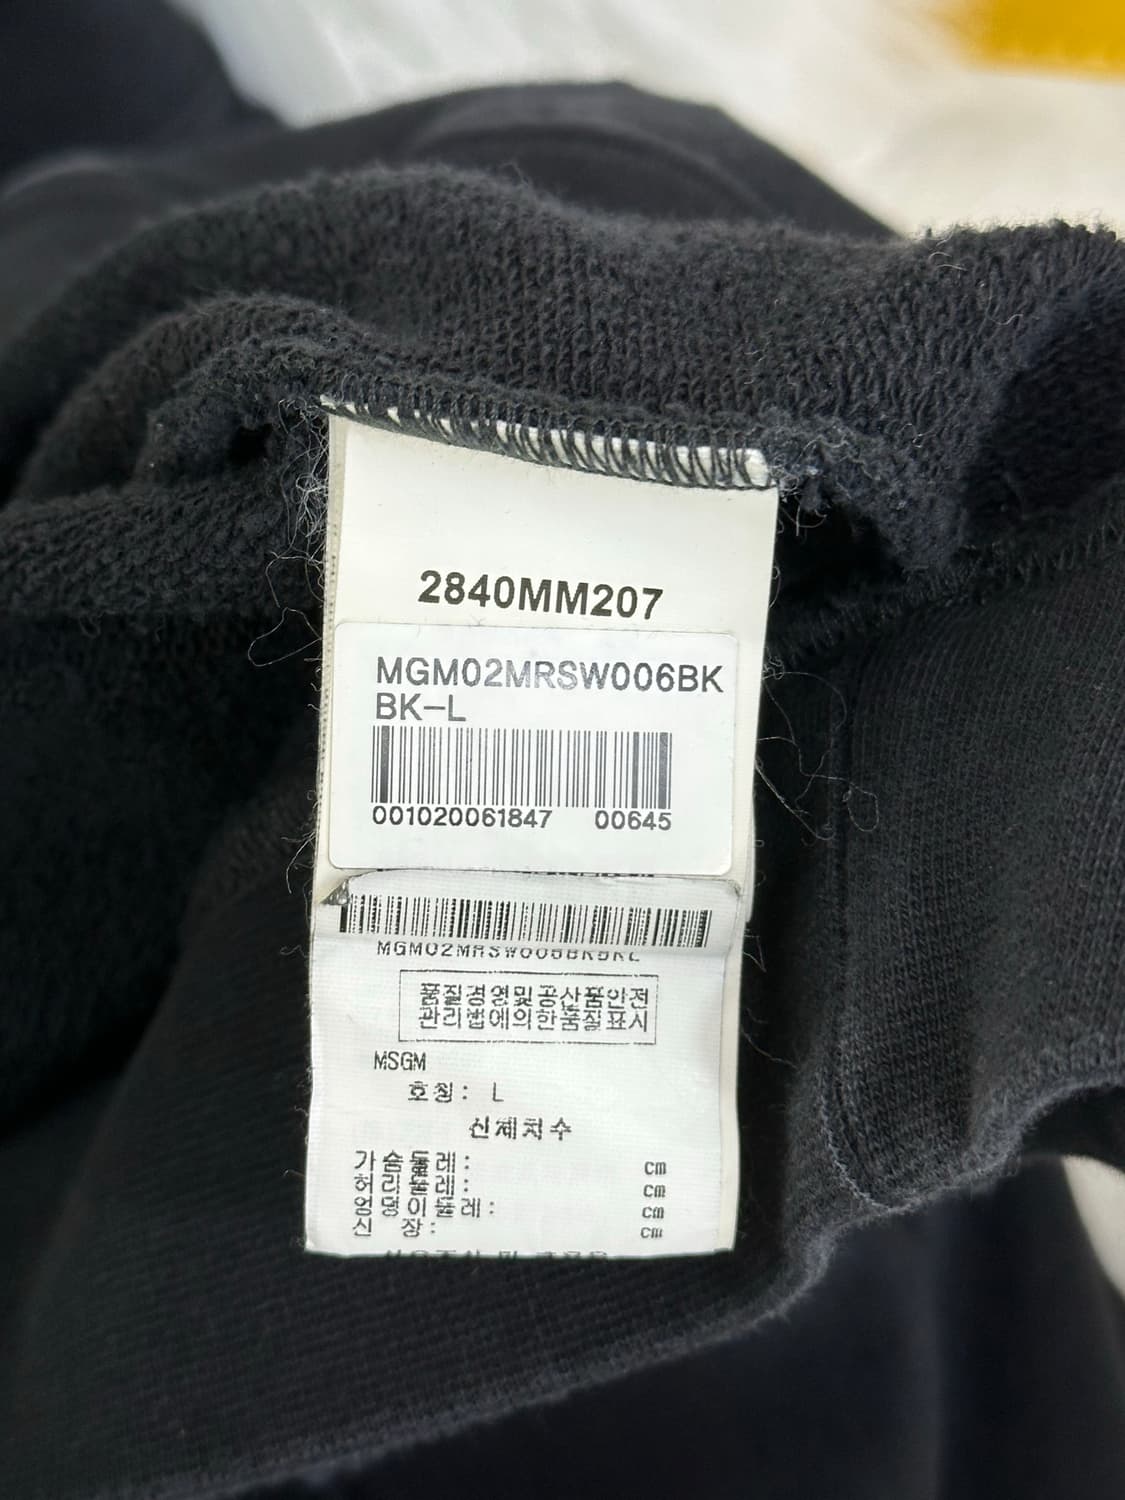 2840MM207
MGM02MRSW006BK
BK-L
001020061847 00645
MGM02MRSW006BKBKL
품질경영및공산품안전
관리법에의한품질표시
MSGM
호칭: L
신체치수
가슴둘레: cm
허리둘레: cm
엉덩이둘레: cm
신 장: cm